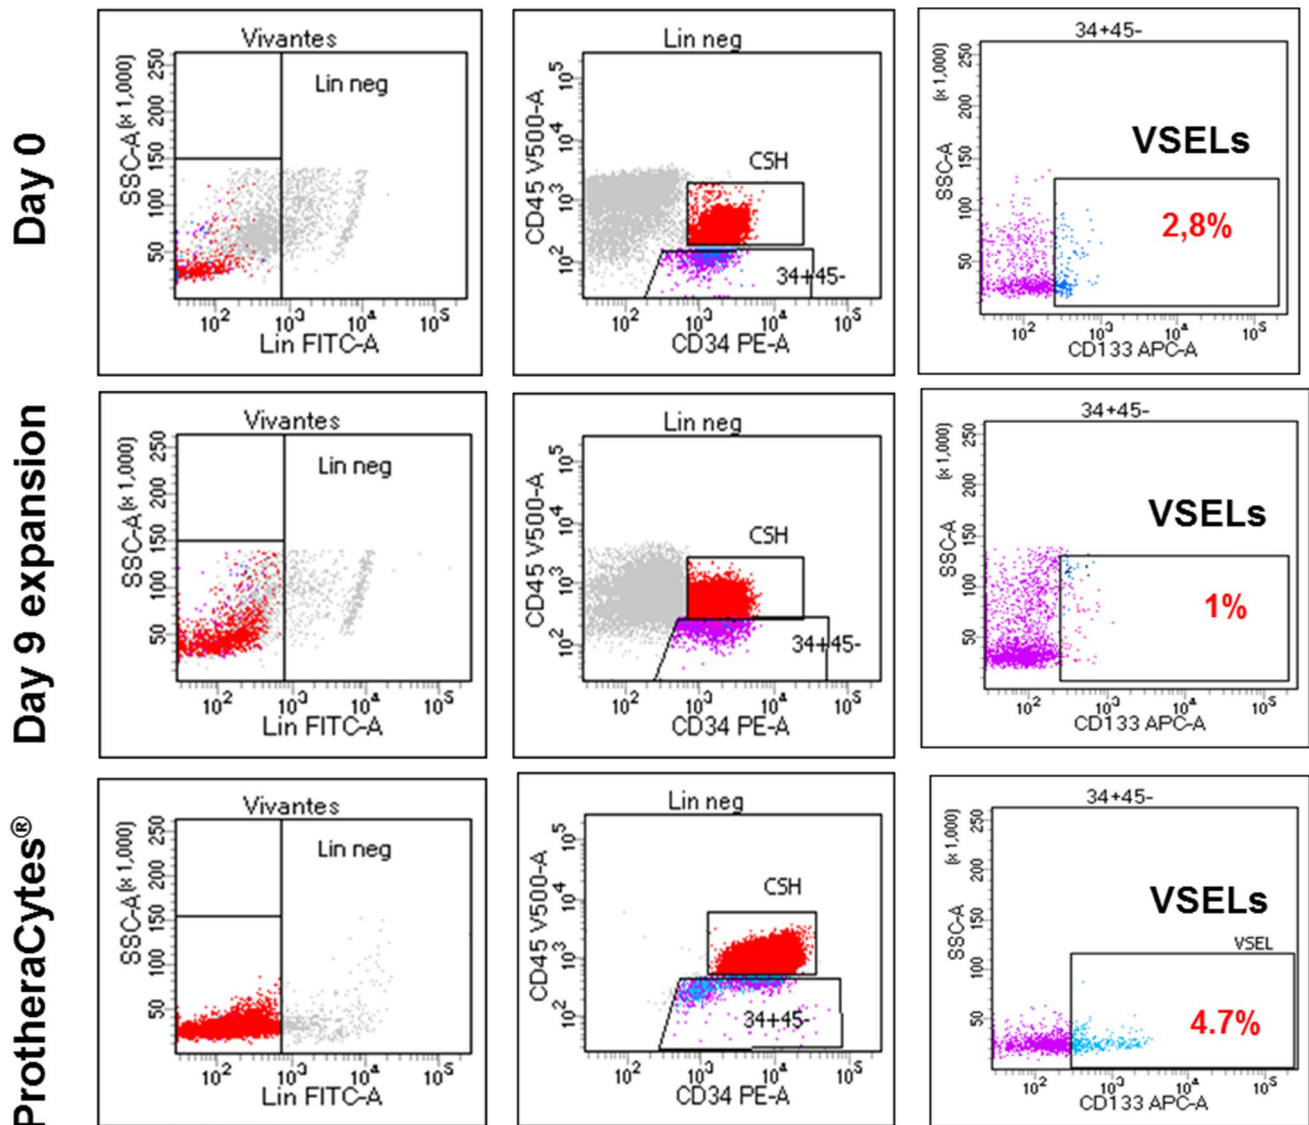 Day 0
Vivantes
Lin neg
SSC-A (× 1,000)
50 100 150 200 250
10² 10³ 10⁴ 10⁵
Lin FITC-A
Lin neg
CSH
34+45-
CD45 V500-A
10² 10³ 10⁴ 10⁵
10² 10³ 10⁴ 10⁵
CD34 PE-A
34+45-
VSELs
2,8%
SSC-A
(× 1,000)
50 100 150 200 250
10² 10³ 10⁴ 10⁵
CD133 APC-A
Day 9 expansion
Vivantes
Lin neg
SSC-A (× 1,000)
50 100 150 200 250
10² 10³ 10⁴ 10⁵
Lin FITC-A
Lin neg
CSH
34+45-
CD45 V500-A
10² 10³ 10⁴ 10⁵
10² 10³ 10⁴ 10⁵
CD34 PE-A
34+45-
VSELs
1%
SSC-A
(× 1,000)
50 100 150 200 250
10² 10³ 10⁴ 10⁵
CD133 APC-A
ProtheraCytes®
Vivantes
Lin neg
SSC-A (× 1,000)
50 100 150 200 250
10² 10³ 10⁴ 10⁵
Lin FITC-A
Lin neg
CSH
34+45-
CD45 V500-A
10² 10³ 10⁴ 10⁵
10² 10³ 10⁴ 10⁵
CD34 PE-A
34+45-
VSELs
VSEL
4.7%
SSC-A
(× 1,000)
50 100 150 200 250
10² 10³ 10⁴ 10⁵
CD133 APC-A